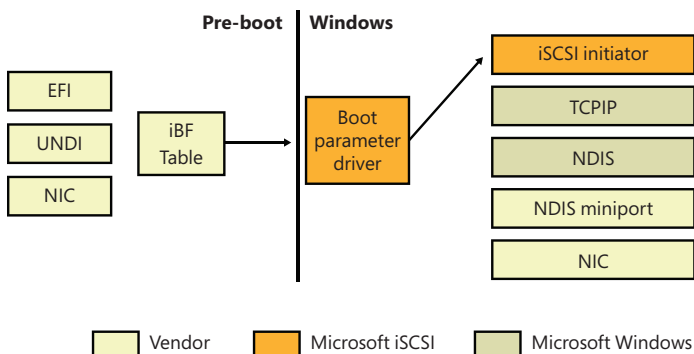 Pre-boot
Windows
EFI
UNDI
NIC
iBF
Table
Boot
parameter
driver
iSCSI initiator
TCPIP
NDIS
NDIS miniport
NIC
Vendor
Microsoft iSCSI
Microsoft Windows